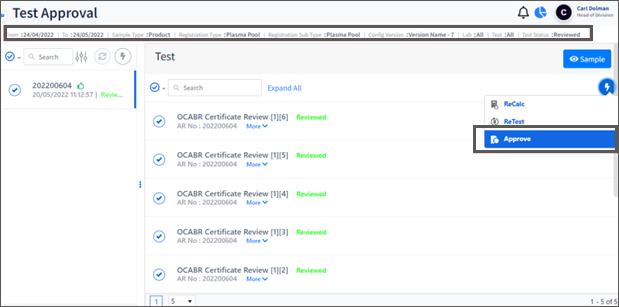 Test Approval
Carl Dolman
Head of Division
From :24/04/2022 | To :24/05/2022 | Sample Type :Product | Registration Type :Plasma Pool | Registration Sub Type :Plasma Pool | Config Version :Version Name - 7 | Lab :All | Test :All | Test Status :Reviewed
Search
Test
Sample
202200604
20/05/2022 11:12:57 | Revie...
Search
Expand All
ReCalc
ReTest
Approve
OCABR Certificate Review [1][6] Reviewed
AR No : 202200604 More
OCABR Certificate Review [1][5] Reviewed
AR No : 202200604 More
OCABR Certificate Review [1][4] Reviewed
AR No : 202200604 More
OCABR Certificate Review [1][3] Reviewed
AR No : 202200604 More
OCABR Certificate Review [1][2] Reviewed
AR No : 202200604 More
1 5 1 - 5 of 5
C